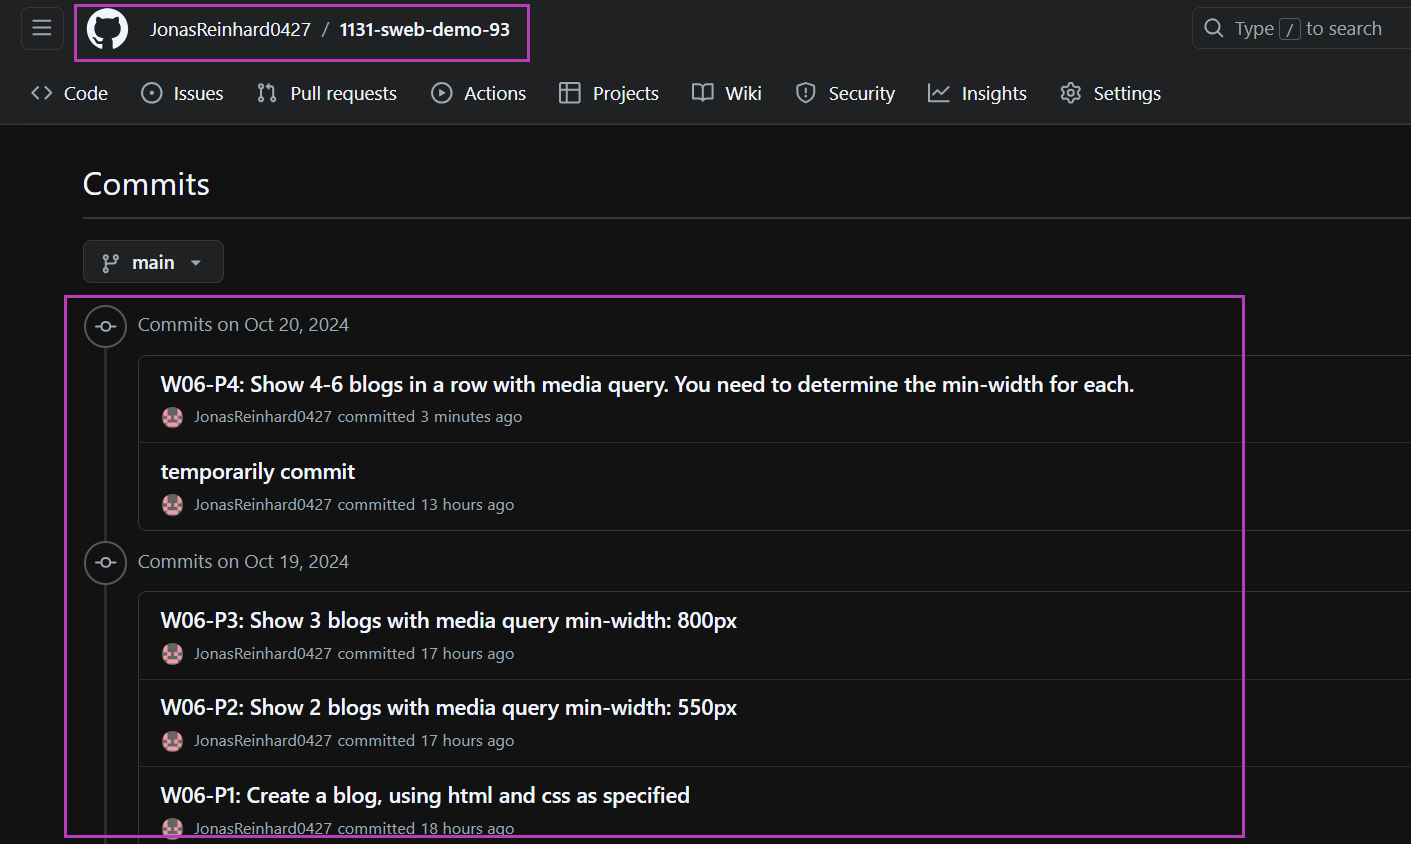 JonasReinhard0427 / 1131-sweb-demo-93
Type / to search
Code Issues Pull requests Actions Projects Wiki Security Insights Settings
Commits
main
Commits on Oct 20, 2024
W06-P4: Show 4-6 blogs in a row with media query. You need to determine the min-width for each.
JonasReinhard0427 committed 3 minutes ago
temporarily commit
JonasReinhard0427 committed 13 hours ago
Commits on Oct 19, 2024
W06-P3: Show 3 blogs with media query min-width: 800px
JonasReinhard0427 committed 17 hours ago
W06-P2: Show 2 blogs with media query min-width: 550px
JonasReinhard0427 committed 17 hours ago
W06-P1: Create a blog, using html and css as specified
JonasReinhard0427 committed 18 hours ago